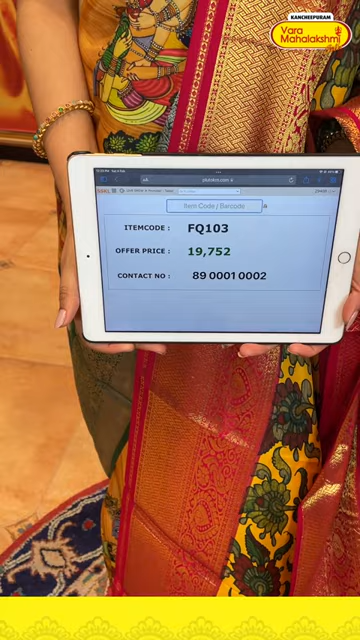 KANCHEEPURAM
Vara
Mahalakshmi
Item Code / Barcode
ITEMCODE : FQ103
OFFER PRICE : 19,752
CONTACT NO : 89 0001 0002